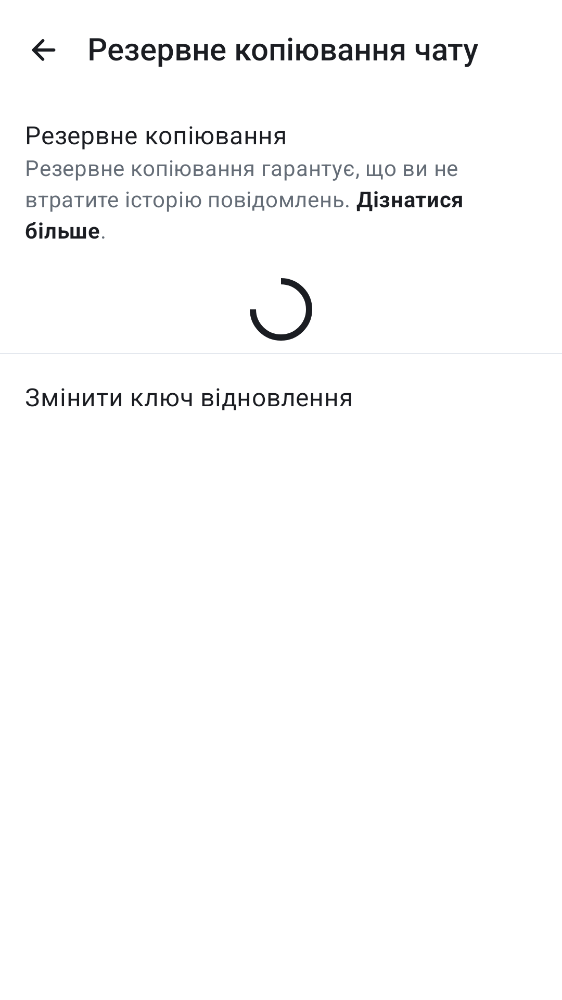 Резервне копіювання чату
Резервне копіювання
Резервне копіювання гарантує, що ви не
втратите історію повідомлень. Дізнатися
більше.
Змінити ключ відновлення